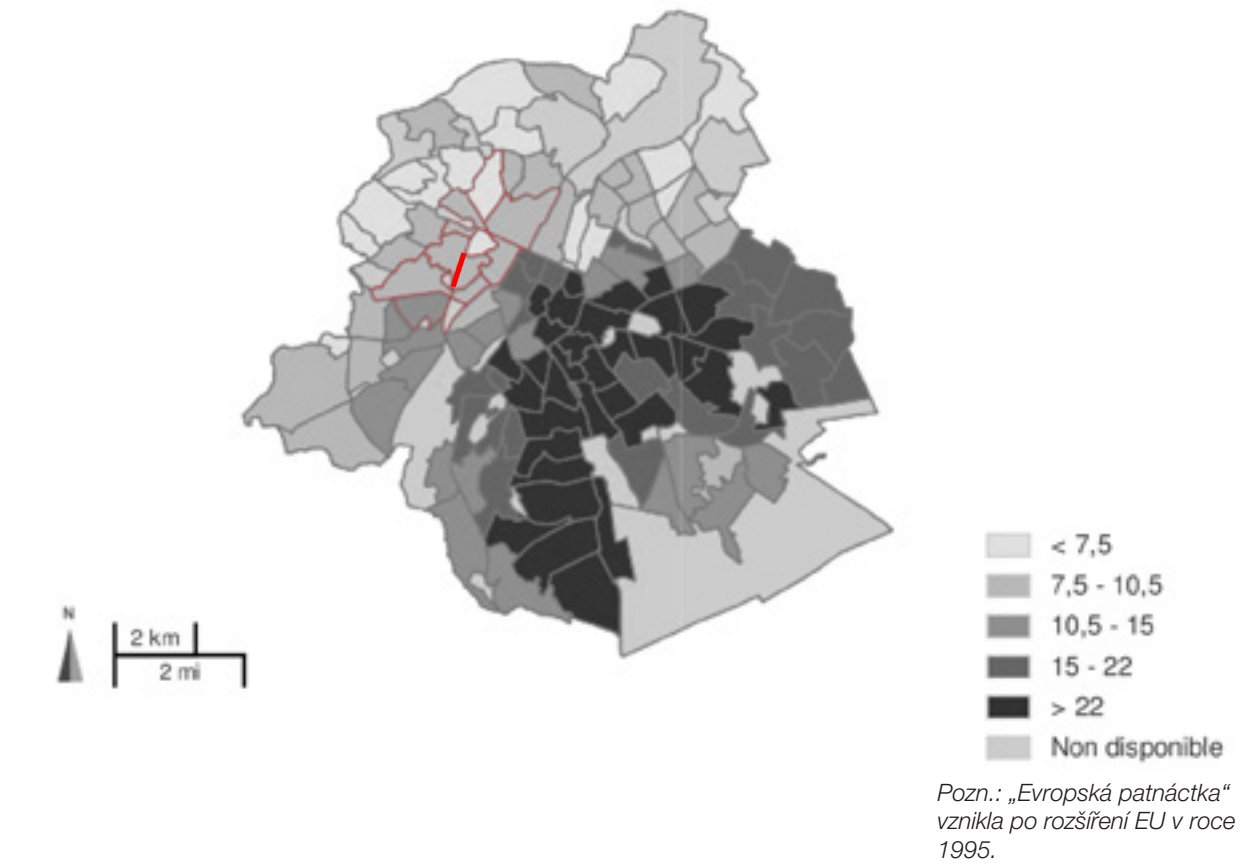 N
2 km
2 mi
< 7,5
7,5 - 10,5
10,5 - 15
15 - 22
> 22
Non disponible
Pozn.: „Evropská patnáctka“
vznikla po rozšíření EU v roce
1995.